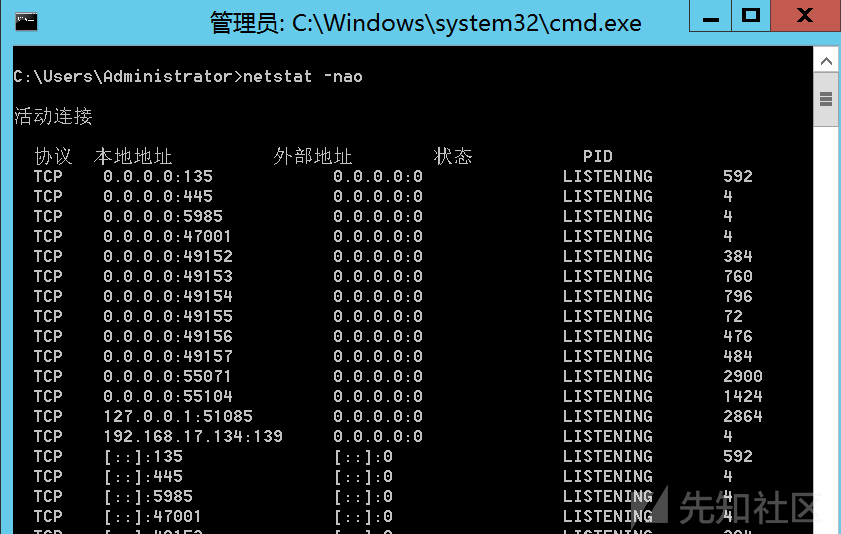 管理员: C:\Windows\system32\cmd.exe
C:\Users\Administrator>netstat -nao
活动连接
协议 本地地址 外部地址 状态 PID
TCP 0.0.0.0:135 0.0.0.0:0 LISTENING 592
TCP 0.0.0.0:445 0.0.0.0:0 LISTENING 4
TCP 0.0.0.0:5985 0.0.0.0:0 LISTENING 4
TCP 0.0.0.0:47001 0.0.0.0:0 LISTENING 4
TCP 0.0.0.0:49152 0.0.0.0:0 LISTENING 384
TCP 0.0.0.0:49153 0.0.0.0:0 LISTENING 760
TCP 0.0.0.0:49154 0.0.0.0:0 LISTENING 796
TCP 0.0.0.0:49155 0.0.0.0:0 LISTENING 72
TCP 0.0.0.0:49156 0.0.0.0:0 LISTENING 476
TCP 0.0.0.0:49157 0.0.0.0:0 LISTENING 484
TCP 0.0.0.0:55071 0.0.0.0:0 LISTENING 2900
TCP 0.0.0.0:55104 0.0.0.0:0 LISTENING 1424
TCP 127.0.0.1:51085 0.0.0.0:0 LISTENING 2864
TCP 192.168.17.134:139 0.0.0.0:0 LISTENING 4
TCP [::]:135 [::]:0 LISTENING 592
TCP [::]:445 [::]:0 LISTENING 4
TCP [::]:5985 [::]:0 LISTENING 4
TCP [::]:47001 [::]:0 LISTENING 4
先知社区